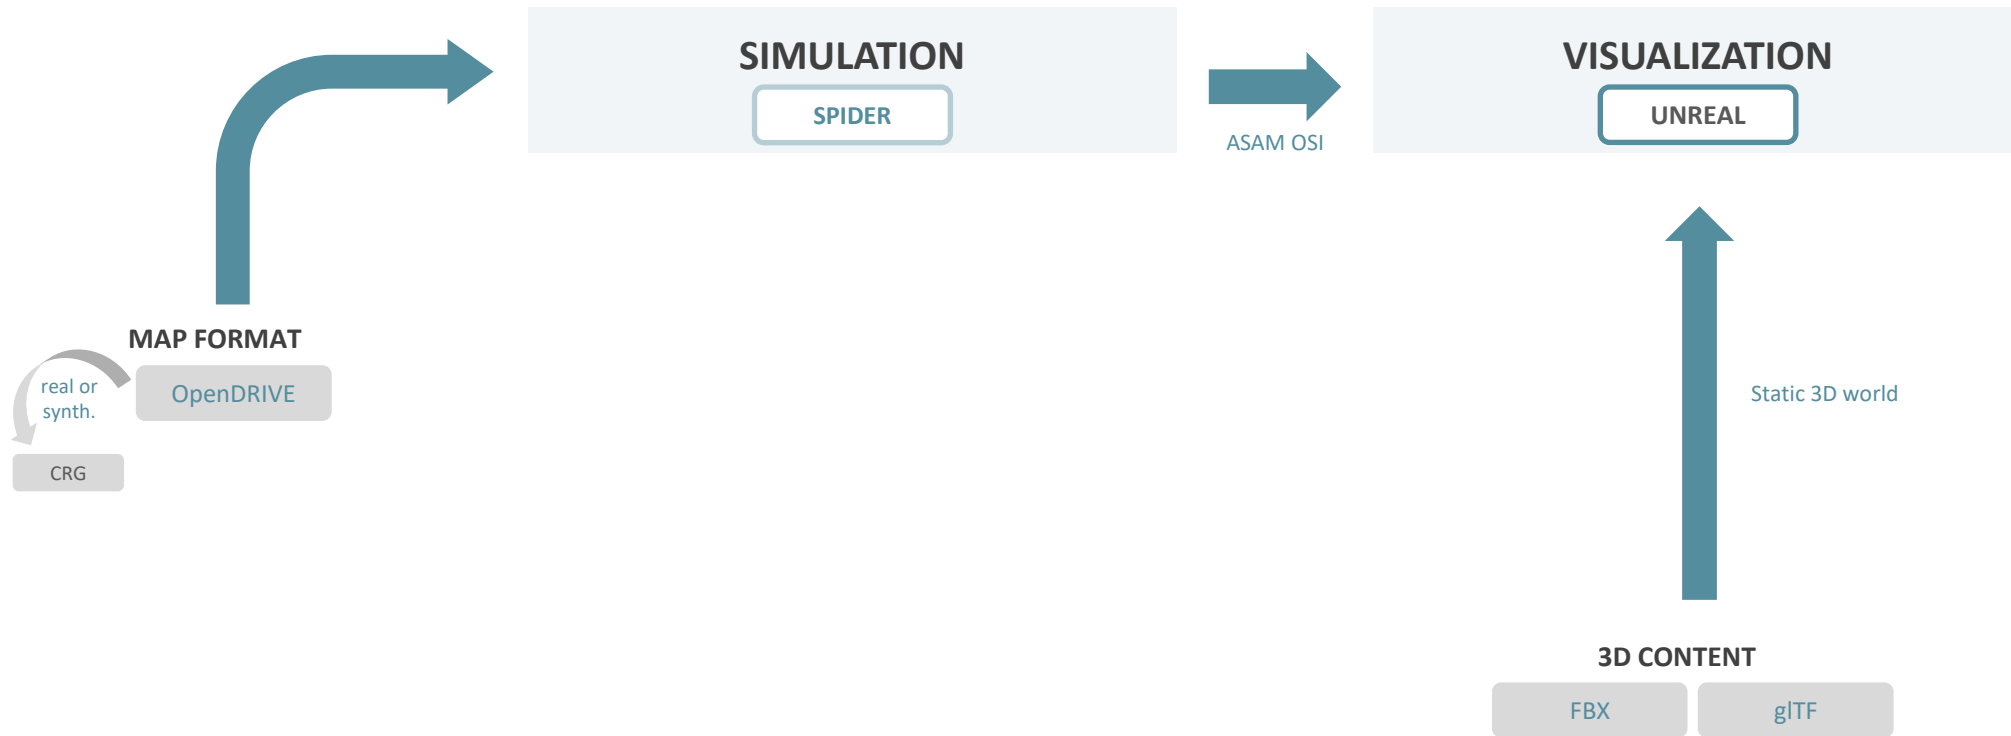 SIMULATION
SPIDER
ASAM OSI
VISUALIZATION
UNREAL
MAP FORMAT
OpenDRIVE
real or
synth.
CRG
Static 3D world
3D CONTENT
FBX
glTF